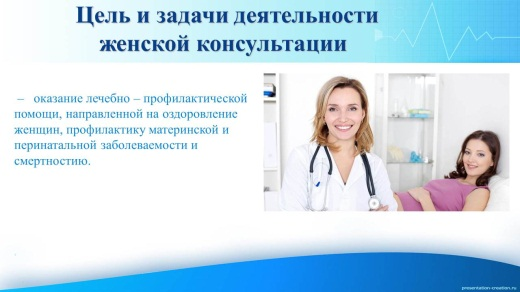 Цель и задачи деятельности
женской консультации
– оказание лечебно – профилактической
помощи, направленной на оздоровление
женщин, профилактику материнской и
перинатальной заболеваемости и
смертностию.
presentation-creation.ru